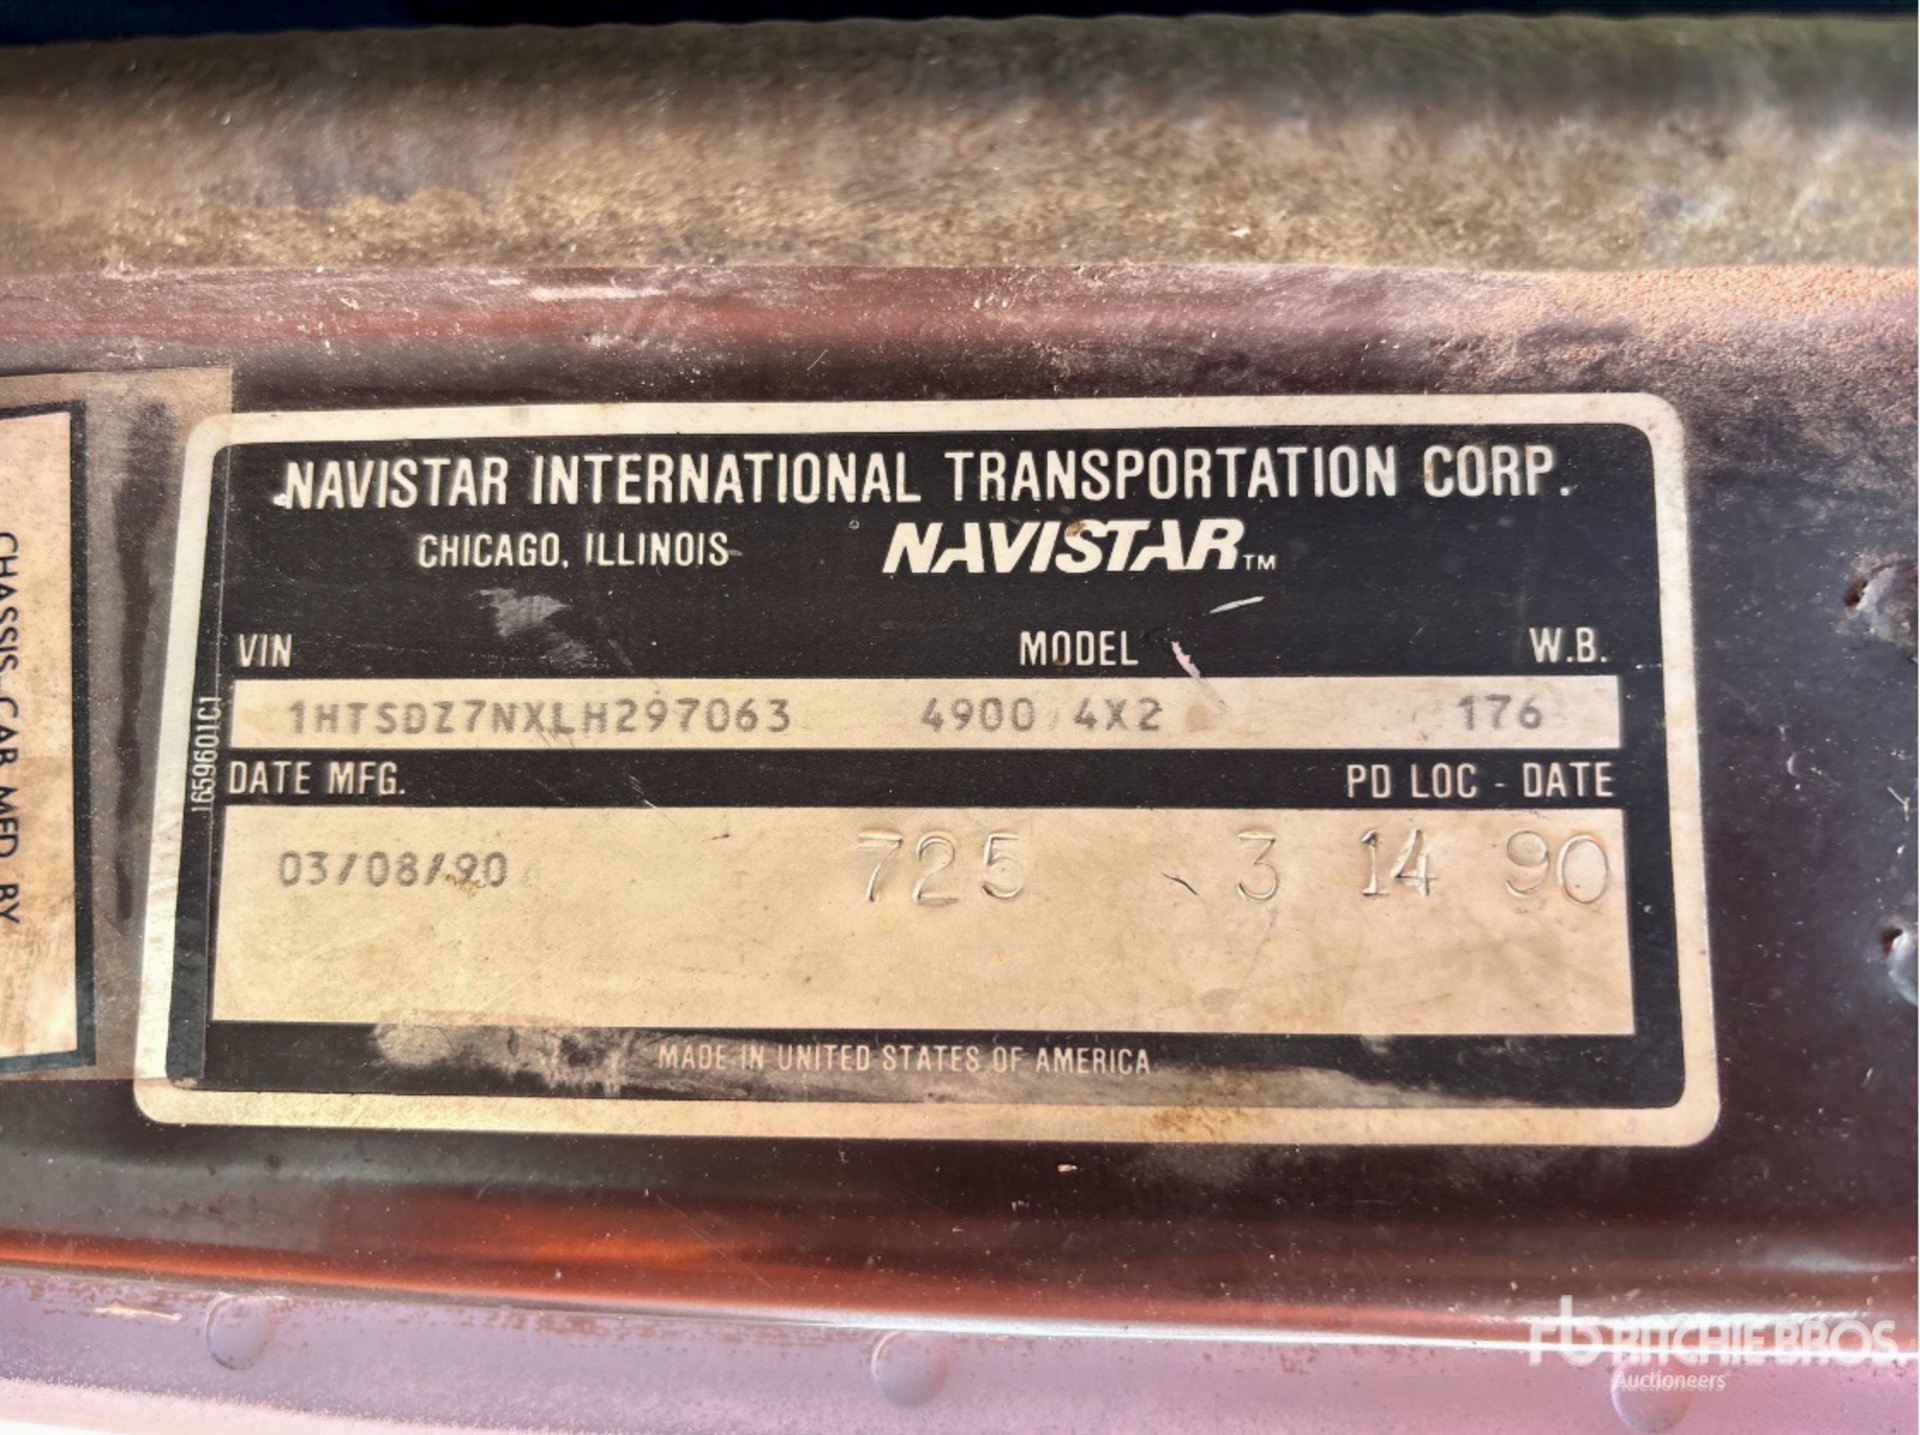 NAVISTAR INTERNATIONAL TRANSPORTATION CORP.
CHICAGO, ILLINOIS NAVISTAR™
VIN MODEL W.B.
1HTSDZ7NXLH297063 4900 4X2 176
DATE MFG. PD LOC - DATE
03/08/90 725 3 14 90
MADE IN UNITED STATES OF AMERICA
1659601C1
CHASSIS-CAB MFD BY
rb RITCHIE BROS
Auctioneers